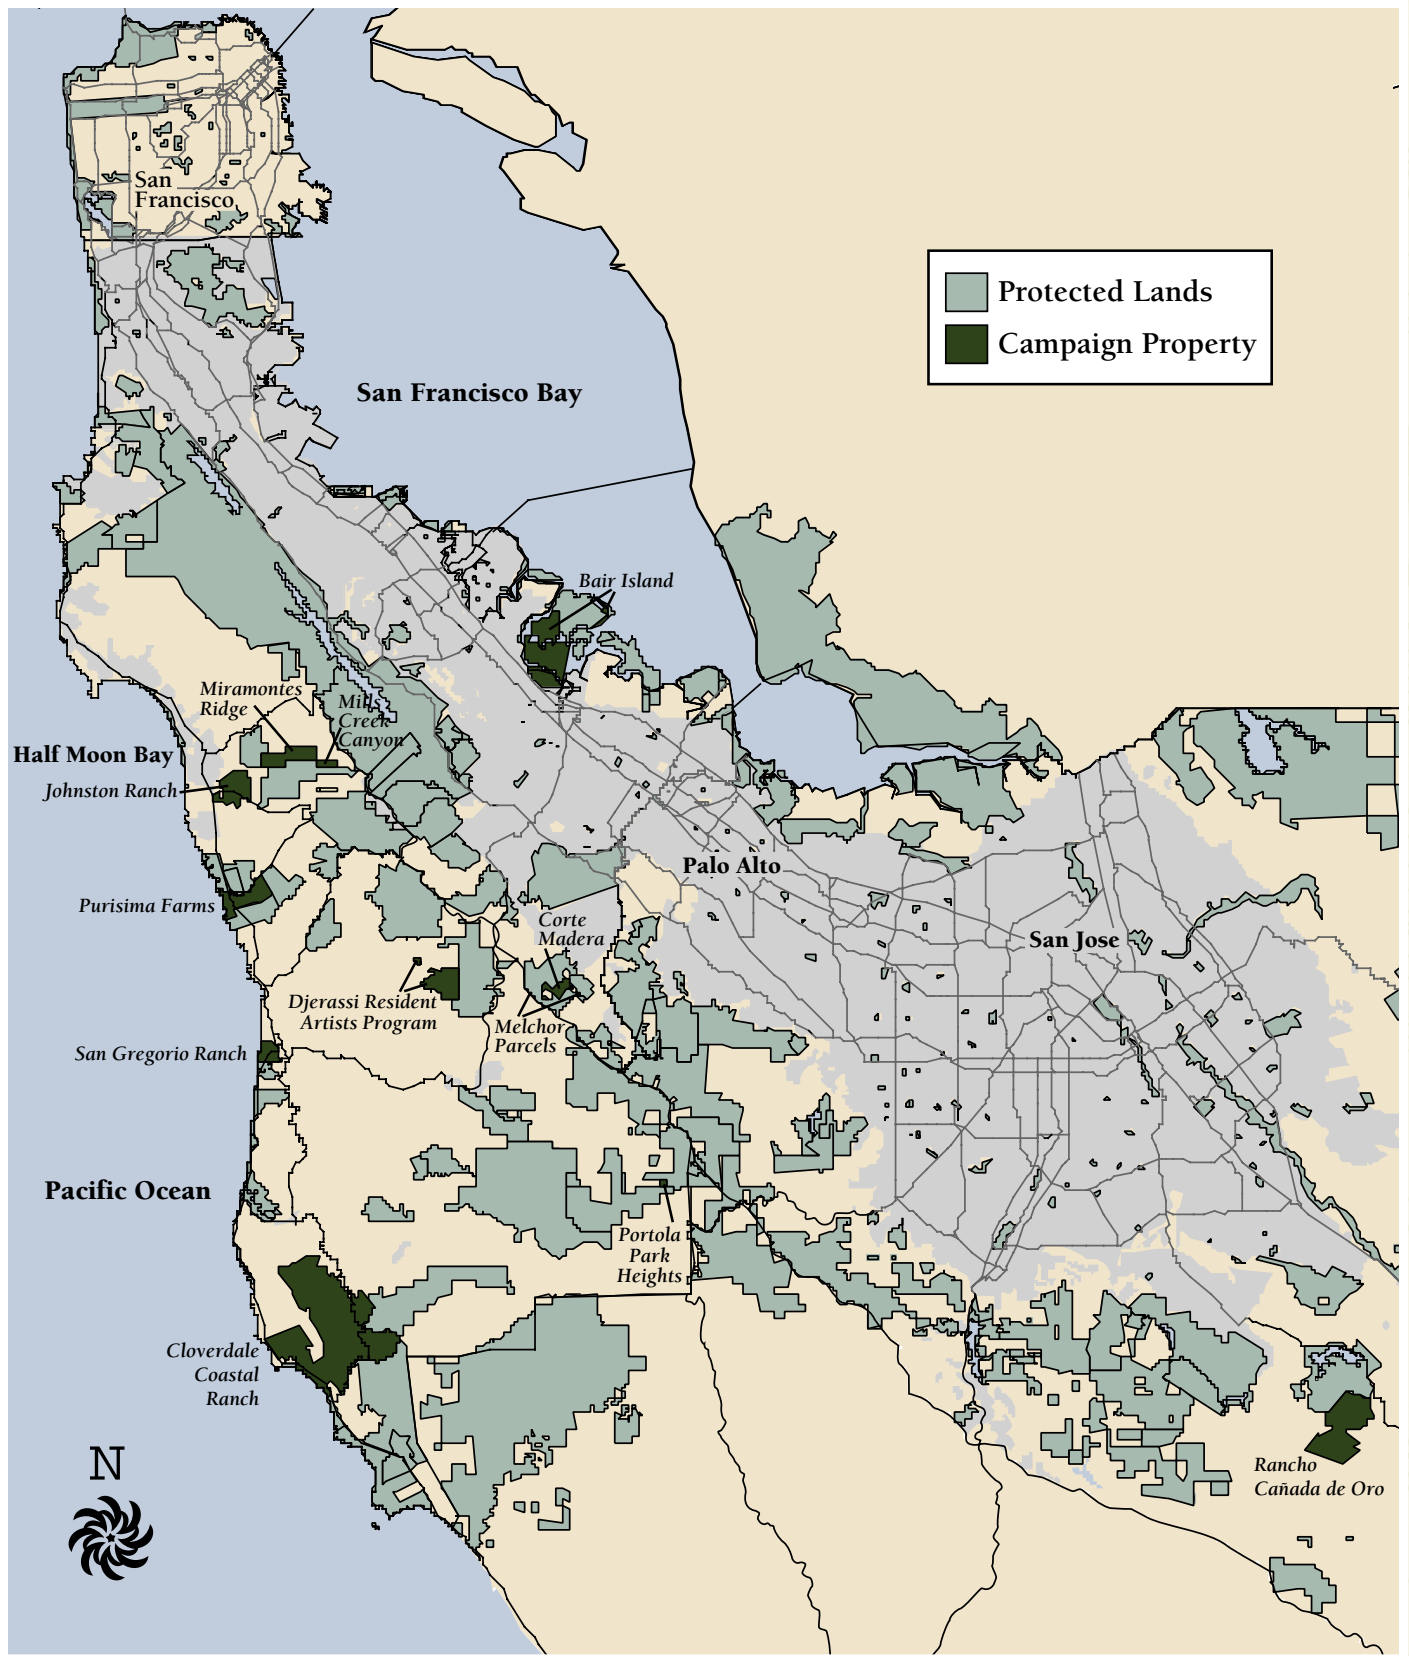 San
Francisco
Protected Lands
Campaign Property
San Francisco Bay
Bair Island
Miramontes
Ridge
Mills
Creek
Canyon
Half Moon Bay
Johnston Ranch
Palo Alto
Purisima Farms
Corte
Madera
San Jose
Djerassi Resident
Artists Program
Melchor
Parcels
San Gregorio Ranch
Pacific Ocean
Portola
Park
Heights
Cloverdale
Coastal
Ranch
N
Rancho
Cañada de Oro